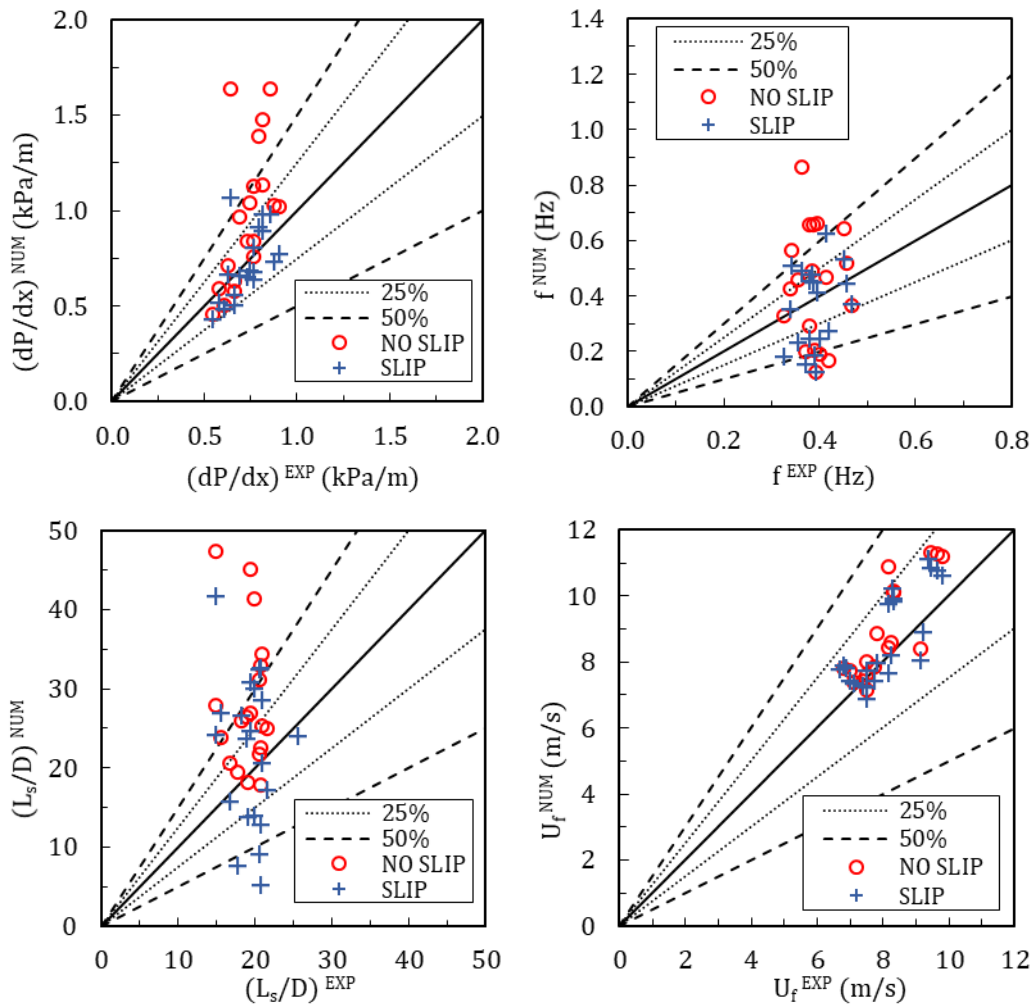 2.0
1.5
1.0
0.5
0.0
0.0 0.5 1.0 1.5 2.0
(dP/dx) NUM (kPa/m)
(dP/dx) EXP (kPa/m)
25%
50%
NO SLIP
SLIP
1.4
1.2
1.0
0.8
0.6
0.4
0.2
0.0
0.0 0.2 0.4 0.6 0.8
f NUM (Hz)
f EXP (Hz)
25%
50%
NO SLIP
SLIP
50
40
30
20
10
0
0 10 20 30 40 50
(Ls/D) NUM
(Ls/D) EXP
25%
50%
NO SLIP
SLIP
12
10
8
6
4
2
0
0 2 4 6 8 10 12
Uf NUM (m/s)
Uf EXP (m/s)
25%
50%
NO SLIP
SLIP